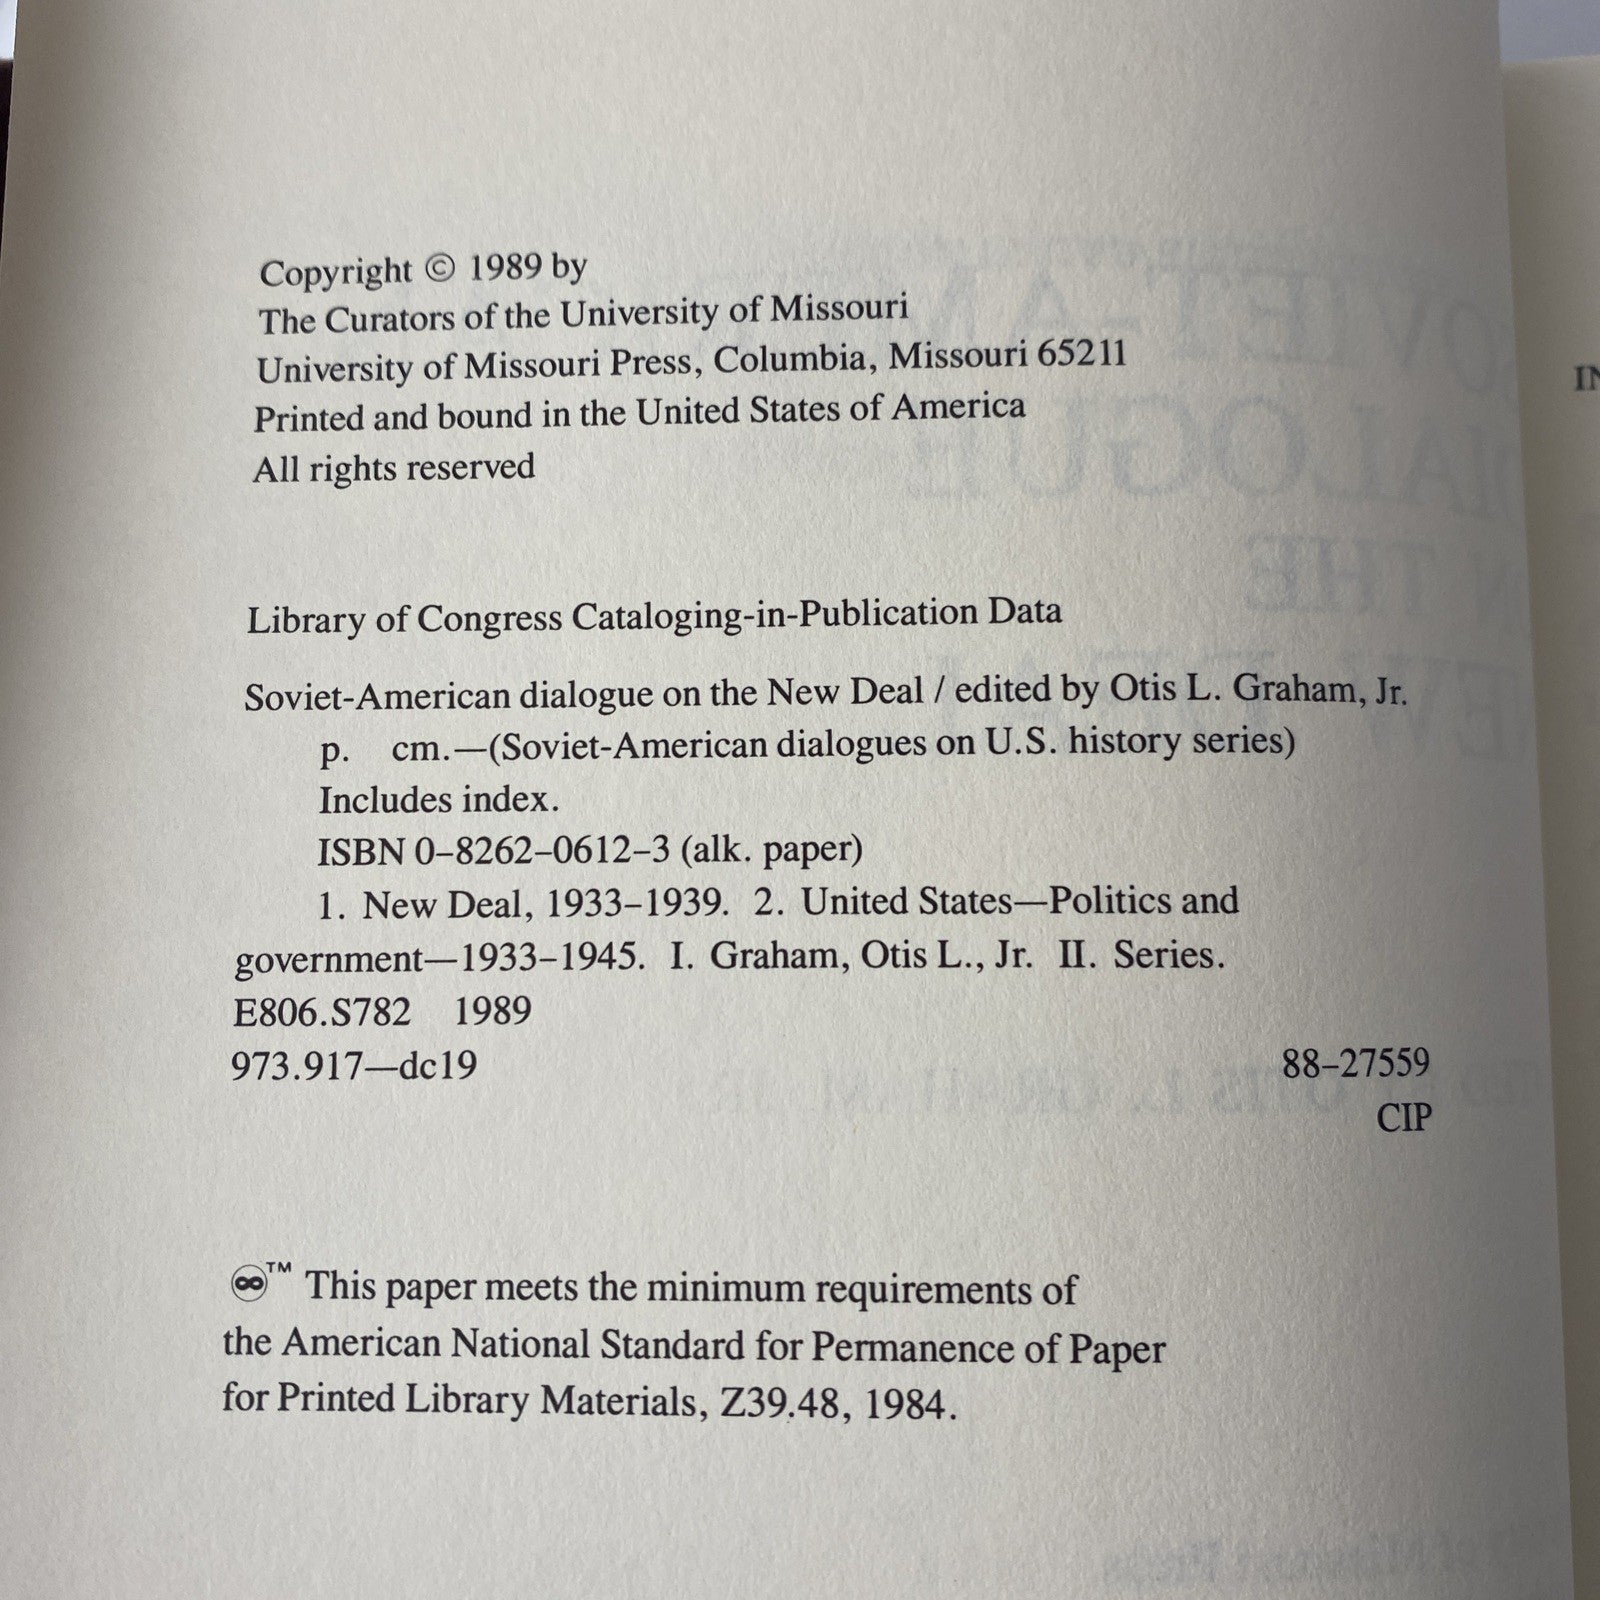 Copyright © 1989 by
The Curators of the University of Missouri
University of Missouri Press, Columbia, Missouri 65211
Printed and bound in the United States of America
All rights reserved
Library of Congress Cataloging-in-Publication Data
Soviet-American dialogue on the New Deal / edited by Otis L. Graham, Jr.
p. cm.—(Soviet-American dialogues on U.S. history series)
Includes index.
ISBN 0–8262–0612–3 (alk. paper)
1. New Deal, 1933–1939. 2. United States—Politics and
government—1933–1945. I. Graham, Otis L., Jr. II. Series.
E806.S782 1989
973.917—dc19 88–27559
CIP
∞™ This paper meets the minimum requirements of
the American National Standard for Permanence of Paper
for Printed Library Materials, Z39.48, 1984.